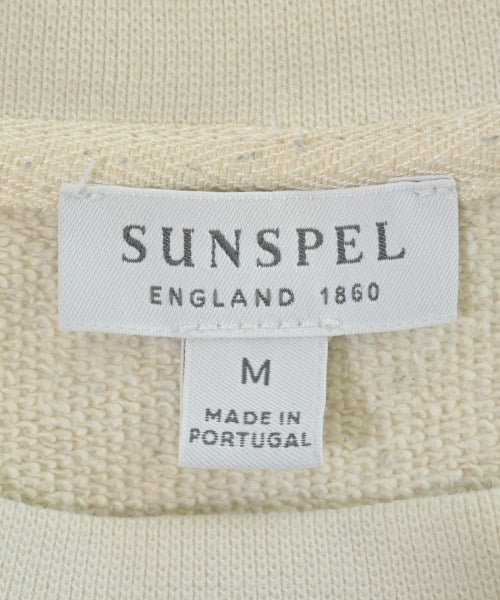 SUNSPEL
ENGLAND 1860
M
MADE IN
PORTUGAL